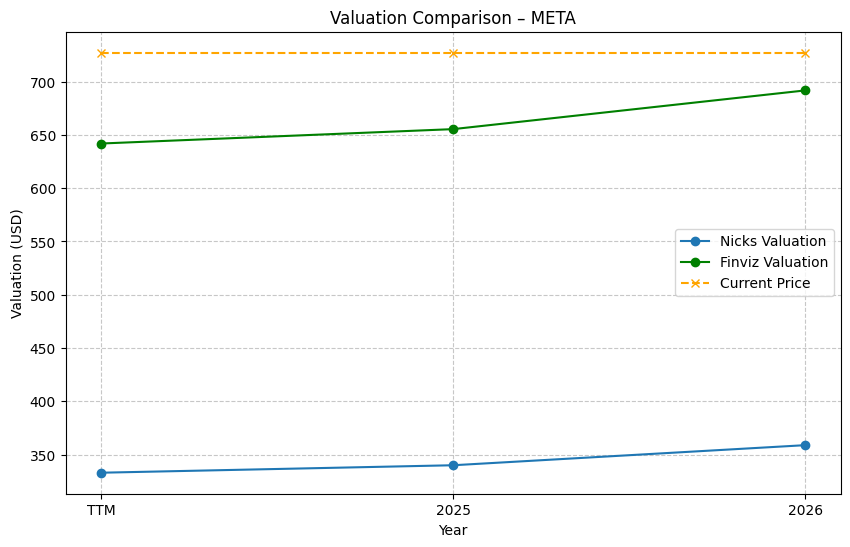 Valuation Comparison – META
Valuation (USD)
700
650
600
550
500
450
400
350
Nicks Valuation
Finviz Valuation
Current Price
TTM
2025
2026
Year